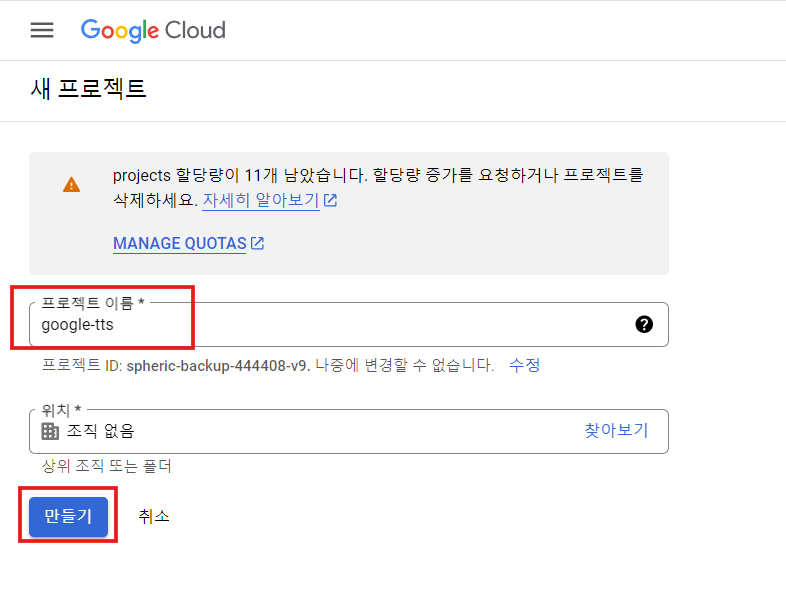 Google Cloud
새 프로젝트
projects 할당량이 11개 남았습니다. 할당량 증가를 요청하거나 프로젝트를
삭제하세요. 자세히 알아보기
MANAGE QUOTAS
프로젝트 이름 *
google-tts
프로젝트 ID: spheric-backup-444408-v9. 나중에 변경할 수 없습니다. 수정
위치 *
조직 없음 찾아보기
상위 조직 또는 폴더
만들기 취소